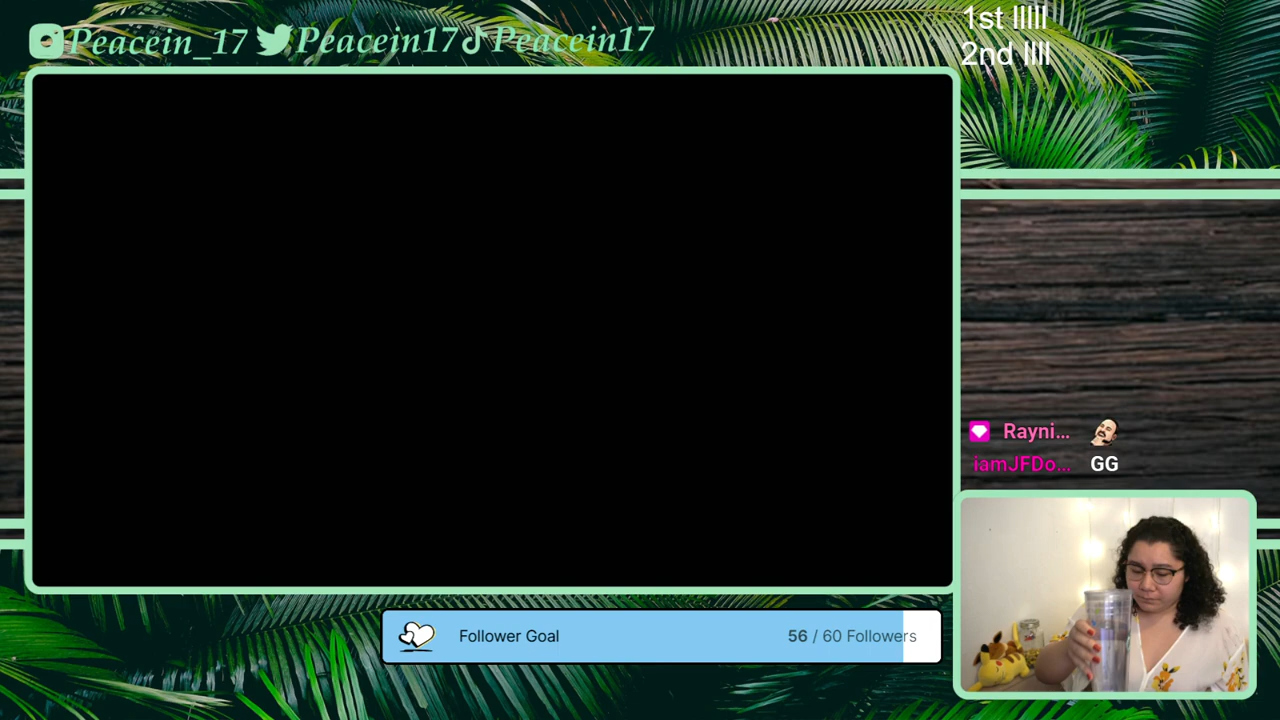 Peacein_17 Peacein17 Peacein17
1st IIIII
2nd IIII
Rayni...
iamJFDo... GG
Follower Goal 56 / 60 Followers